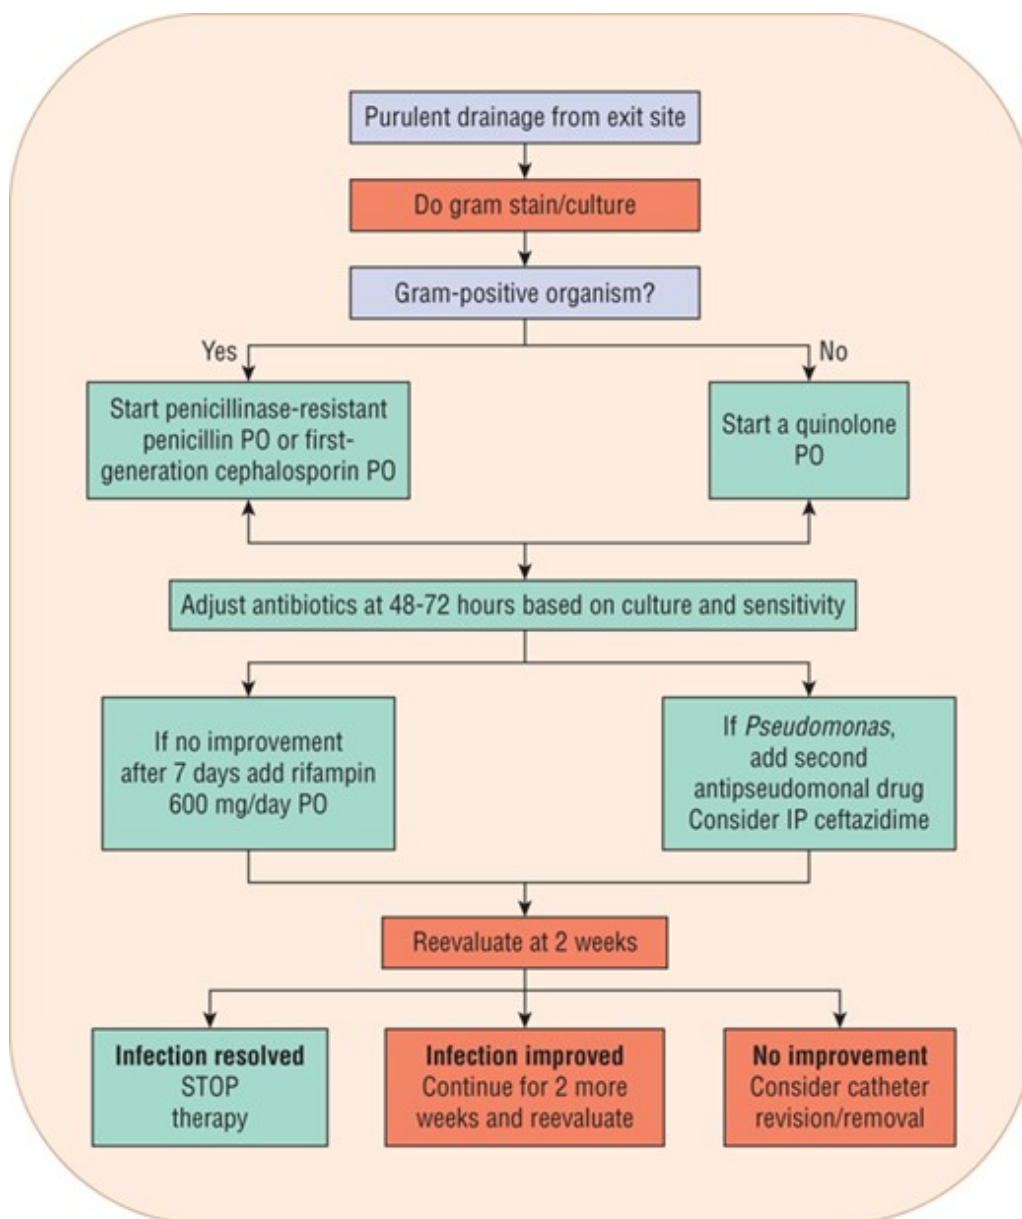 Purulent drainage from exit site
Do gram stain/culture
Gram-positive organism?
Yes
No
Start penicillinase-resistant
penicillin PO or first-
generation cephalosporin PO
Start a quinolone
PO
Adjust antibiotics at 48-72 hours based on culture and sensitivity
If no improvement
after 7 days add rifampin
600 mg/day PO
If Pseudomonas,
add second
antipseudomonal drug
Consider IP ceftazidime
Reevaluate at 2 weeks
Infection resolved
STOP
therapy
Infection improved
Continue for 2 more
weeks and reevaluate
No improvement
Consider catheter
revision/removal